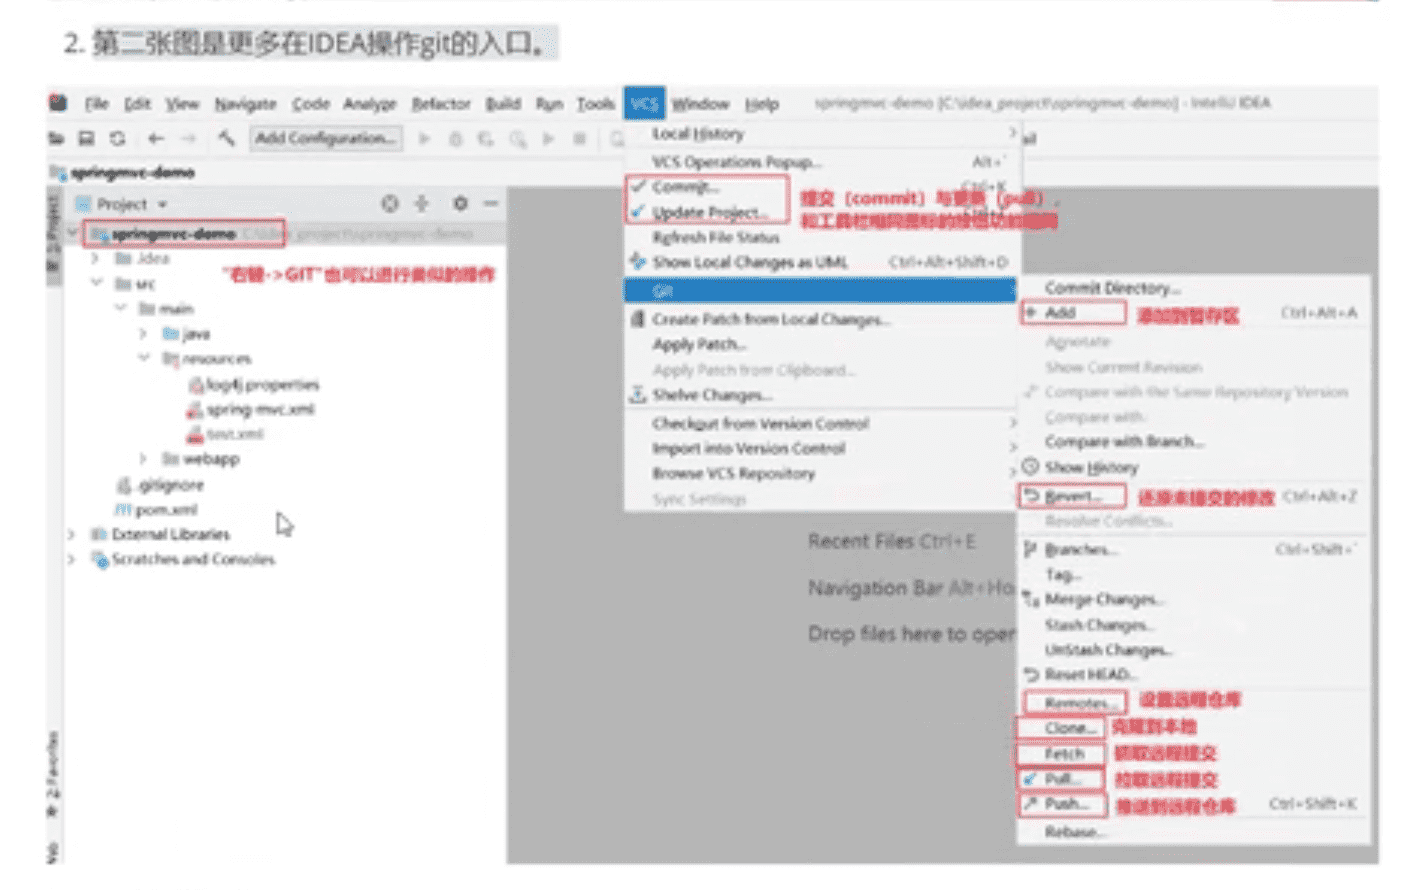 2. 第二张图是更多在IDEA操作git的入口。
File Edit View Navigate Code Analyze Refactor Build Run Tools VCS Window Help springmvc-demo [C:\idea_project\springmvc-demo] - IntelliJ IDEA
Add Configuration...
springmvc-demo
Project
springmvc-demo C:\idea_project\springmvc-demo
.idea
"右键->GIT"也可以进行类似的操作
src
main
java
resources
log4j.properties
spring-mvc.xml
test.xml
webapp
.gitignore
pom.xml
External Libraries
Scratches and Consoles
Local History
VCS Operations Popup... Alt+`
Commit... Ctrl+K
Update Project...
提交（commit）与更新（pull），
和工具栏相同图标的按钮功能相同
Refresh File Status
Show Local Changes as UML Ctrl+Alt+Shift+D
Git
Create Patch from Local Changes...
Apply Patch...
Apply Patch from Clipboard...
Shelve Changes...
Checkout from Version Control
Import into Version Control
Browse VCS Repository
Sync Settings
Commit Directory...
Add 添加到暂存区 Ctrl+Alt+A
Annotate
Show Current Revision
Compare with the Same Repository Version
Compare with...
Compare with Branch...
Show History
Revert... 还原未提交的修改 Ctrl+Alt+Z
Resolve Conflicts...
Branches... Ctrl+Shift+`
Tag...
Merge Changes...
Stash Changes...
UnStash Changes...
Reset HEAD...
Remotes... 设置远程仓库
Clone... 克隆到本地
Fetch 抓取远程提交
Pull... 拉取远程提交
Push... 推送到远程仓库 Ctrl+Shift+K
Rebase...
Recent Files Ctrl+E
Navigation Bar Alt+Ho
Drop files here to oper
1: Project
2: Favorites